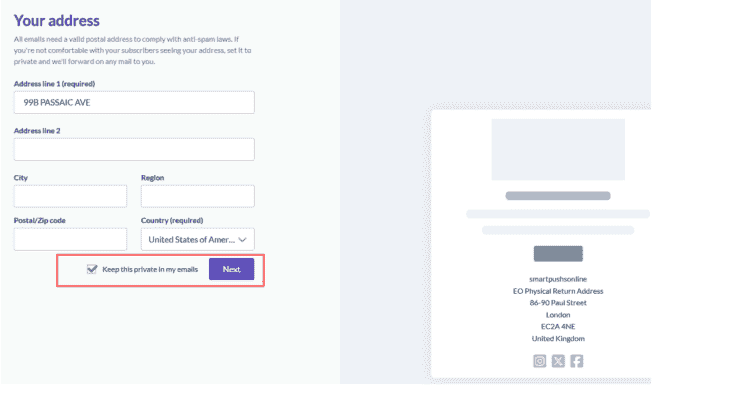 Your address
All emails need a valid postal address to comply with anti-spam laws. If
you're not comfortable with your subscribers seeing your address, set it to
private and we'll forward on any mail to you.
Address line 1 (required)
99B PASSAIC AVE
Address line 2
City
Region
Postal/Zip code
Country (required)
United States of Amer...
Keep this private in my emails
Next
smartpushsonline
EO Physical Return Address
86-90 Paul Street
London
EC2A 4NE
United Kingdom